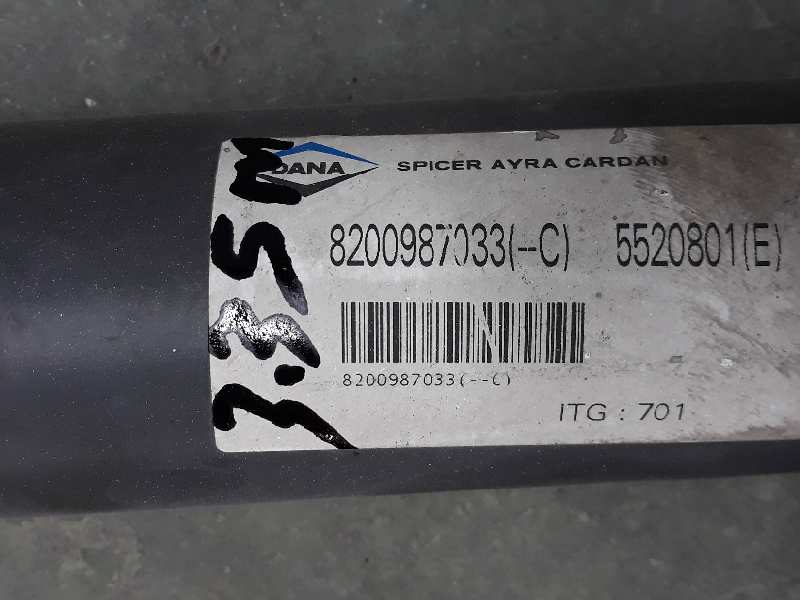 DANA SPICER AYRA CARDAN
8200987033(--C) 5520801(E)
8200987033(--C)
ITG : 701